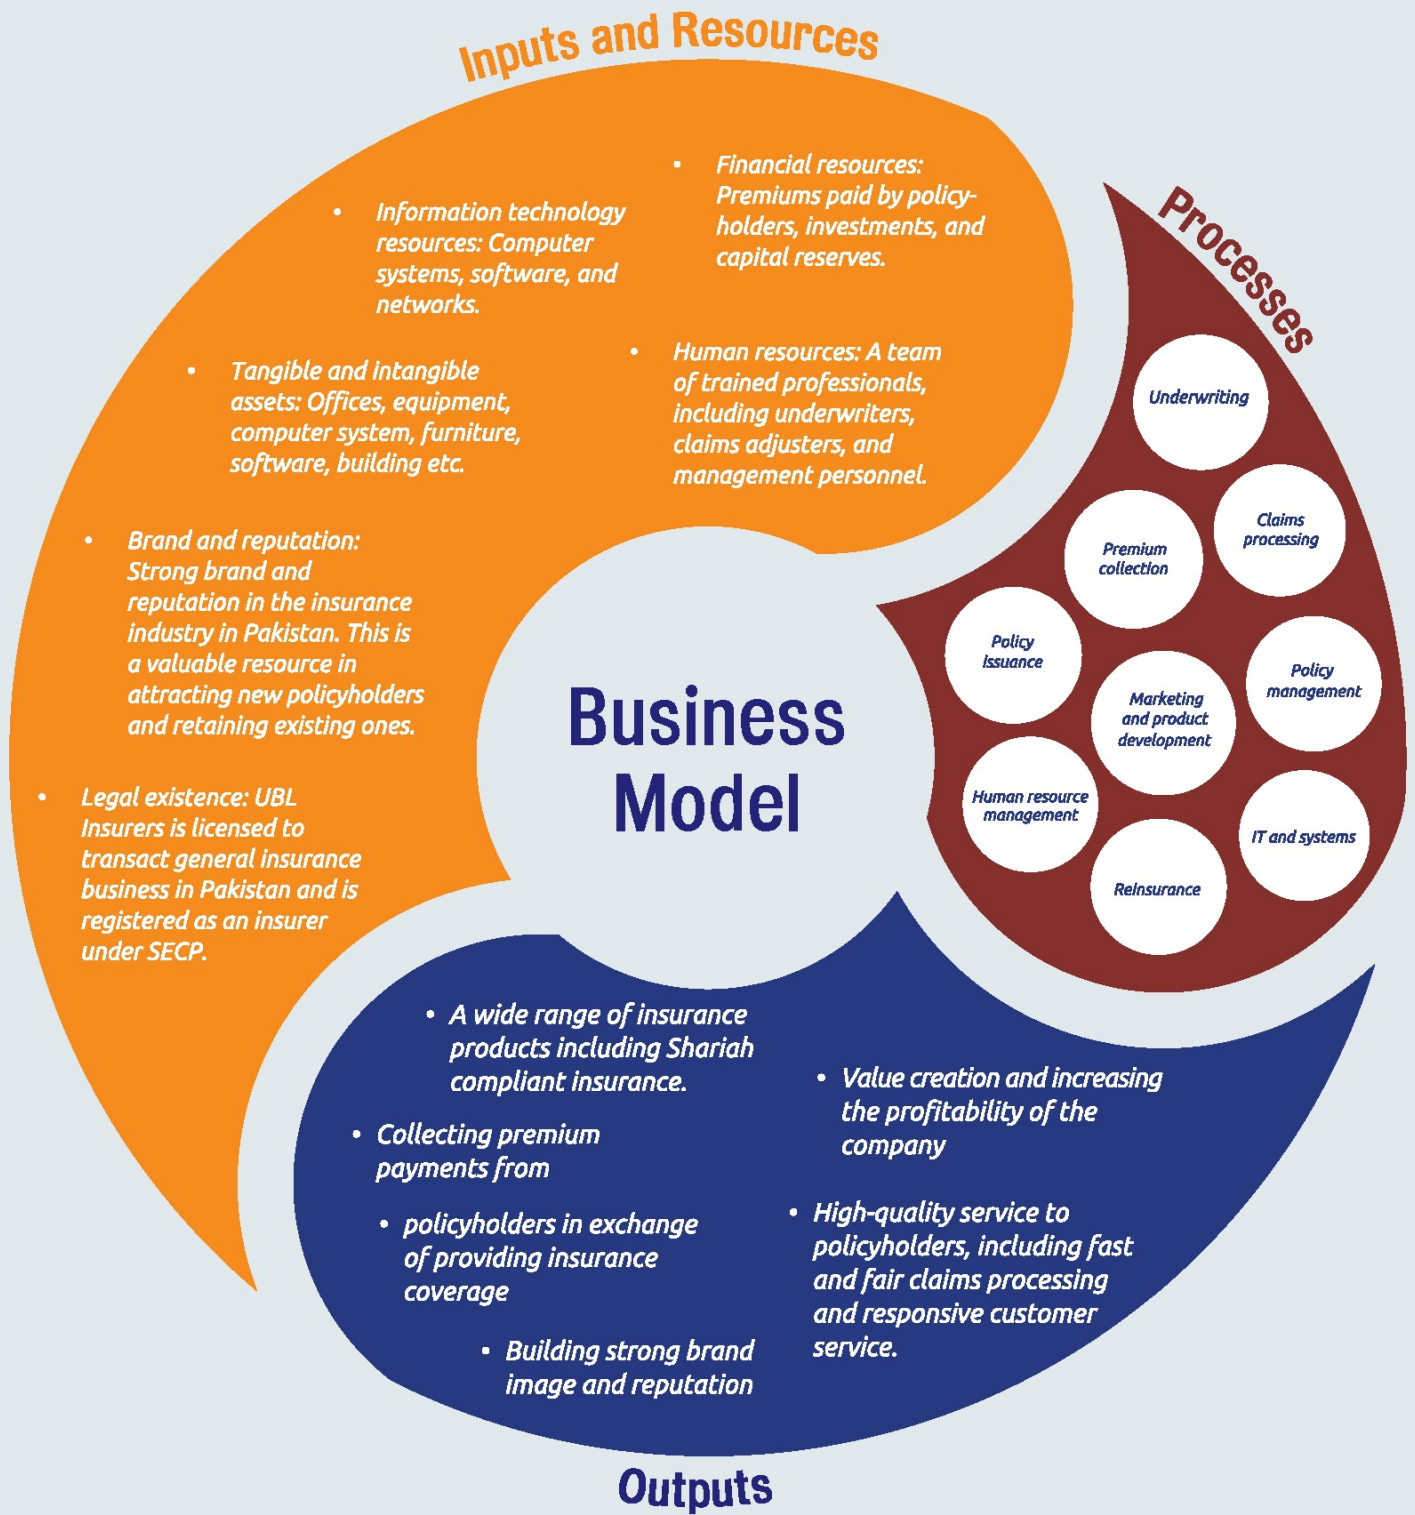 Inputs and Resources
• Financial resources:
Premiums paid by policy-
holders, investments, and
capital reserves.
• Information technology
resources: Computer
systems, software, and
networks.
• Human resources: A team
of trained professionals,
including underwriters,
claims adjusters, and
management personnel.
• Tangible and intangible
assets: Offices, equipment,
computer system, furniture,
software, building etc.
• Brand and reputation:
Strong brand and
reputation in the insurance
industry in Pakistan. This is
a valuable resource in
attracting new policyholders
and retaining existing ones.
• Legal existence: UBL
Insurers is licensed to
transact general insurance
business in Pakistan and is
registered as an insurer
under SECP.
Business
Model
Processes
Underwriting
Claims
processing
Premium
collection
Policy
issuance
Policy
management
Marketing
and product
development
Human resource
management
IT and systems
Reinsurance
• A wide range of insurance
products including Shariah
compliant insurance.
• Collecting premium
payments from
• policyholders in exchange
of providing insurance
coverage
• Building strong brand
image and reputation
• Value creation and increasing
the profitability of the
company
• High-quality service to
policyholders, including fast
and fair claims processing
and responsive customer
service.
Outputs